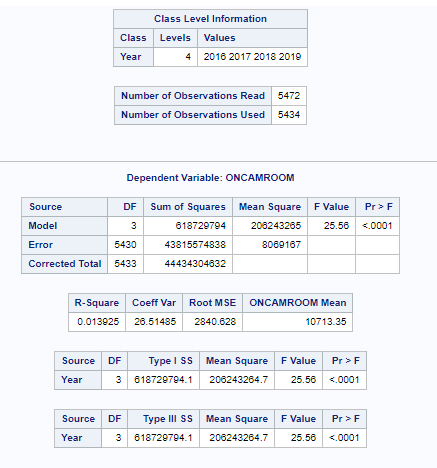 Class Level Information
Class Levels Values
Year 4 2016 2017 2018 2019
Number of Observations Read 5472
Number of Observations Used 5434
Dependent Variable: ONCAMROOM
Source DF Sum of Squares Mean Square F Value Pr > F
Model 3 618729794 206243265 25.56 <.0001
Error 5430 43815574838 8069167
Corrected Total 5433 44434304632
R-Square Coeff Var Root MSE ONCAMROOM Mean
0.013925 26.51485 2840.628 10713.35
Source DF Type I SS Mean Square F Value Pr > F
Year 3 618729794.1 206243264.7 25.56 <.0001
Source DF Type III SS Mean Square F Value Pr > F
Year 3 618729794.1 206243264.7 25.56 <.0001